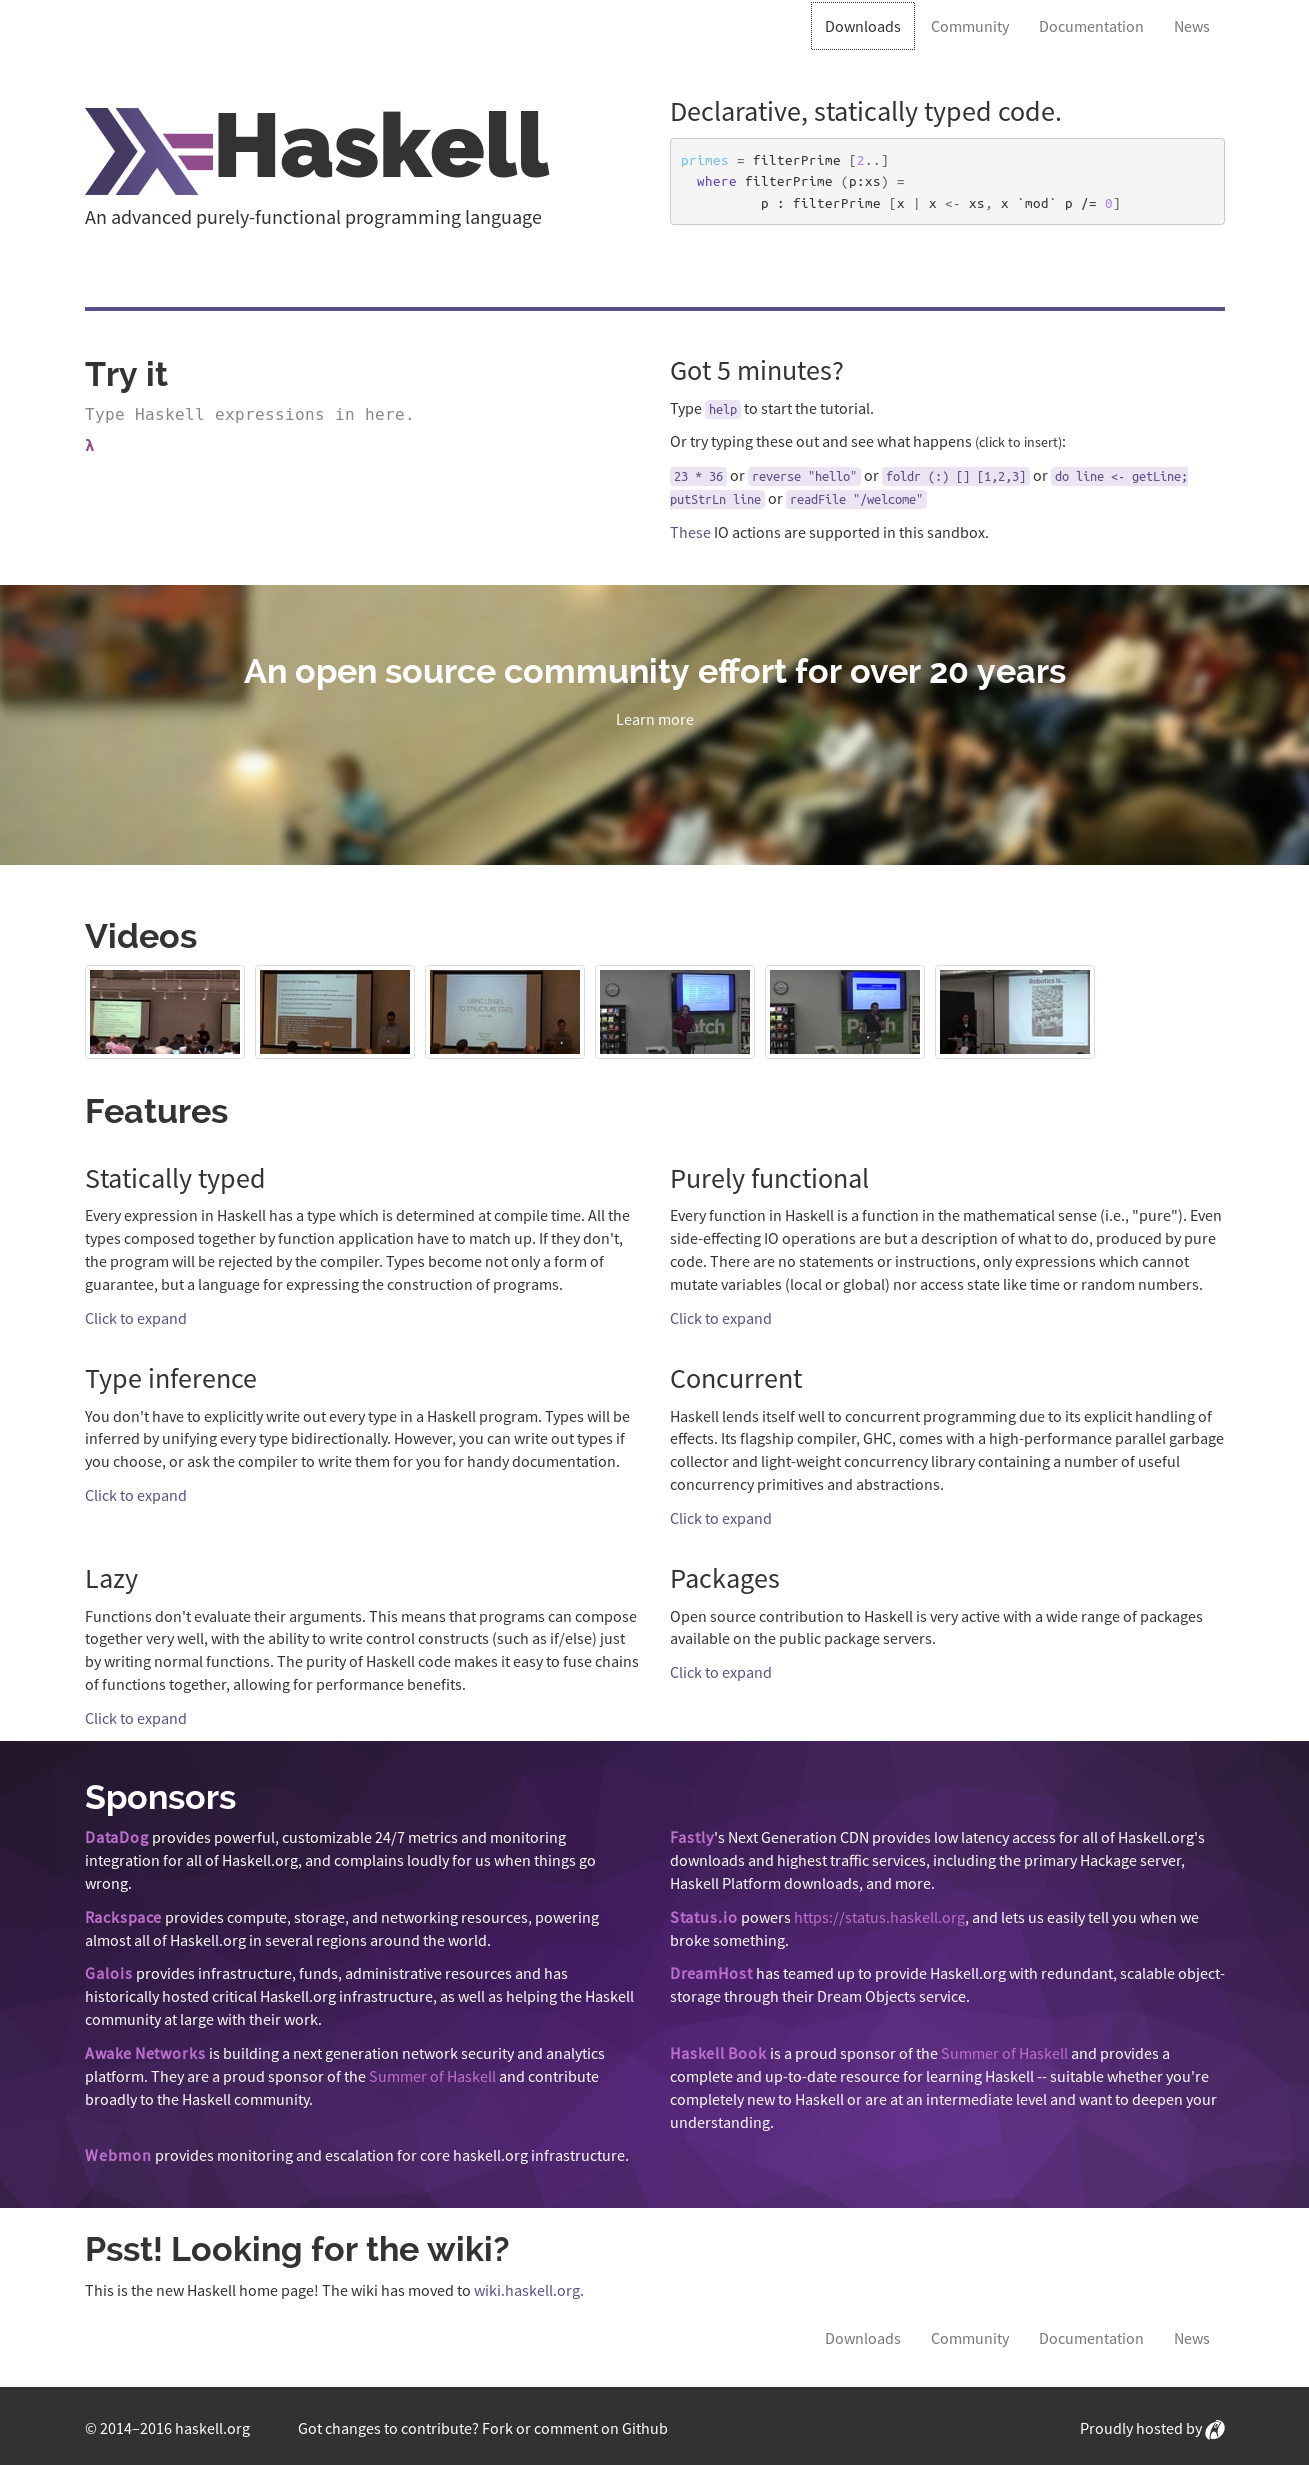 Downloads Community Documentation News
Haskell
An advanced purely-functional programming language
Declarative, statically typed code.
primes = filterPrime [2..]
where filterPrime (p:xs) =
p : filterPrime [x | x <- xs, x `mod` p /= 0]
Try it
Type Haskell expressions in here.
λ
Got 5 minutes?
Type help to start the tutorial.
Or try typing these out and see what happens (click to insert):
23 * 36 or reverse "hello" or foldr (:) [] [1,2,3] or do line <- getLine;
putStrLn line or readFile "/welcome"
These IO actions are supported in this sandbox.
An open source community effort for over 20 years
Learn more
Videos
USING LENSES
TO STRUCTURE STATE
Patch
Patch
Robotics is...
Features
Statically typed
Every expression in Haskell has a type which is determined at compile time. All the
types composed together by function application have to match up. If they don't,
the program will be rejected by the compiler. Types become not only a form of
guarantee, but a language for expressing the construction of programs.
Click to expand
Purely functional
Every function in Haskell is a function in the mathematical sense (i.e., "pure"). Even
side-effecting IO operations are but a description of what to do, produced by pure
code. There are no statements or instructions, only expressions which cannot
mutate variables (local or global) nor access state like time or random numbers.
Click to expand
Type inference
You don't have to explicitly write out every type in a Haskell program. Types will be
inferred by unifying every type bidirectionally. However, you can write out types if
you choose, or ask the compiler to write them for you for handy documentation.
Click to expand
Concurrent
Haskell lends itself well to concurrent programming due to its explicit handling of
effects. Its flagship compiler, GHC, comes with a high-performance parallel garbage
collector and light-weight concurrency library containing a number of useful
concurrency primitives and abstractions.
Click to expand
Lazy
Functions don't evaluate their arguments. This means that programs can compose
together very well, with the ability to write control constructs (such as if/else) just
by writing normal functions. The purity of Haskell code makes it easy to fuse chains
of functions together, allowing for performance benefits.
Click to expand
Packages
Open source contribution to Haskell is very active with a wide range of packages
available on the public package servers.
Click to expand
Sponsors
DataDog provides powerful, customizable 24/7 metrics and monitoring
integration for all of Haskell.org, and complains loudly for us when things go
wrong.
Fastly's Next Generation CDN provides low latency access for all of Haskell.org's
downloads and highest traffic services, including the primary Hackage server,
Haskell Platform downloads, and more.
Rackspace provides compute, storage, and networking resources, powering
almost all of Haskell.org in several regions around the world.
Status.io powers https://status.haskell.org, and lets us easily tell you when we
broke something.
Galois provides infrastructure, funds, administrative resources and has
historically hosted critical Haskell.org infrastructure, as well as helping the Haskell
community at large with their work.
DreamHost has teamed up to provide Haskell.org with redundant, scalable object-
storage through their Dream Objects service.
Awake Networks is building a next generation network security and analytics
platform. They are a proud sponsor of the Summer of Haskell and contribute
broadly to the Haskell community.
Haskell Book is a proud sponsor of the Summer of Haskell and provides a
complete and up-to-date resource for learning Haskell -- suitable whether you're
completely new to Haskell or are at an intermediate level and want to deepen your
understanding.
Webmon provides monitoring and escalation for core haskell.org infrastructure.
Psst! Looking for the wiki?
This is the new Haskell home page! The wiki has moved to wiki.haskell.org.
Downloads Community Documentation News
© 2014–2016 haskell.org Got changes to contribute? Fork or comment on Github Proudly hosted by